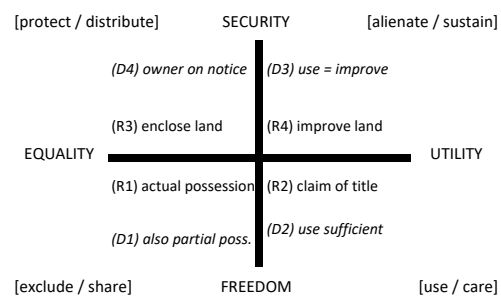 [protect / distribute] SECURITY [alienate / sustain]
(D4) owner on notice (D3) use = improve
(R3) enclose land (R4) improve land
EQUALITY UTILITY
(R1) actual possession (R2) claim of title
(D1) also partial poss. (D2) use sufficient
[exclude / share] FREEDOM [use / care]